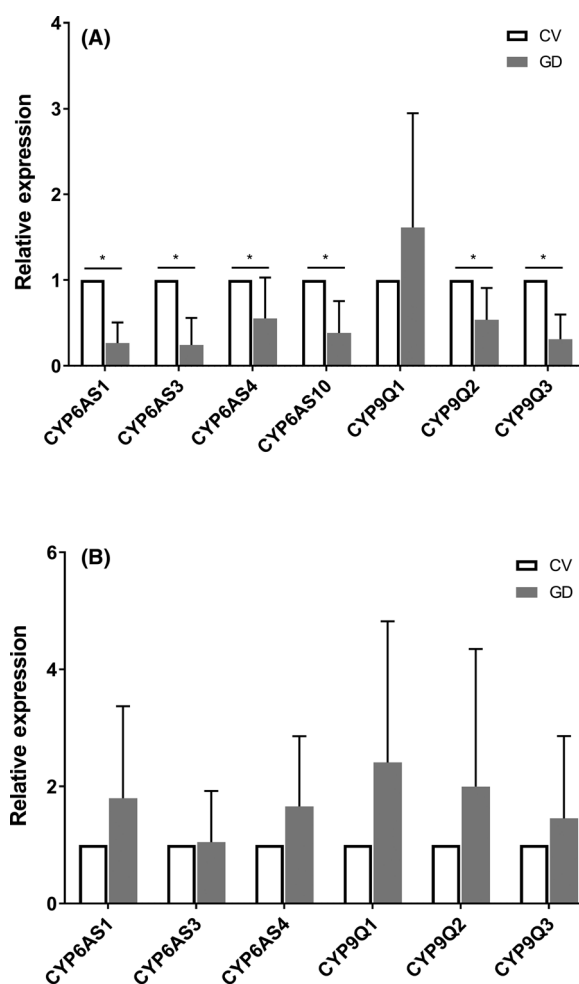 (A)
CV
GD
Relative expression
4
3
2
1
0
* * * * * *
CYP6AS1 CYP6AS3 CYP6AS4 CYP6AS10 CYP9Q1 CYP9Q2 CYP9Q3
(B)
CV
GD
Relative expression
6
4
2
0
CYP6AS1 CYP6AS3 CYP6AS4 CYP9Q1 CYP9Q2 CYP9Q3